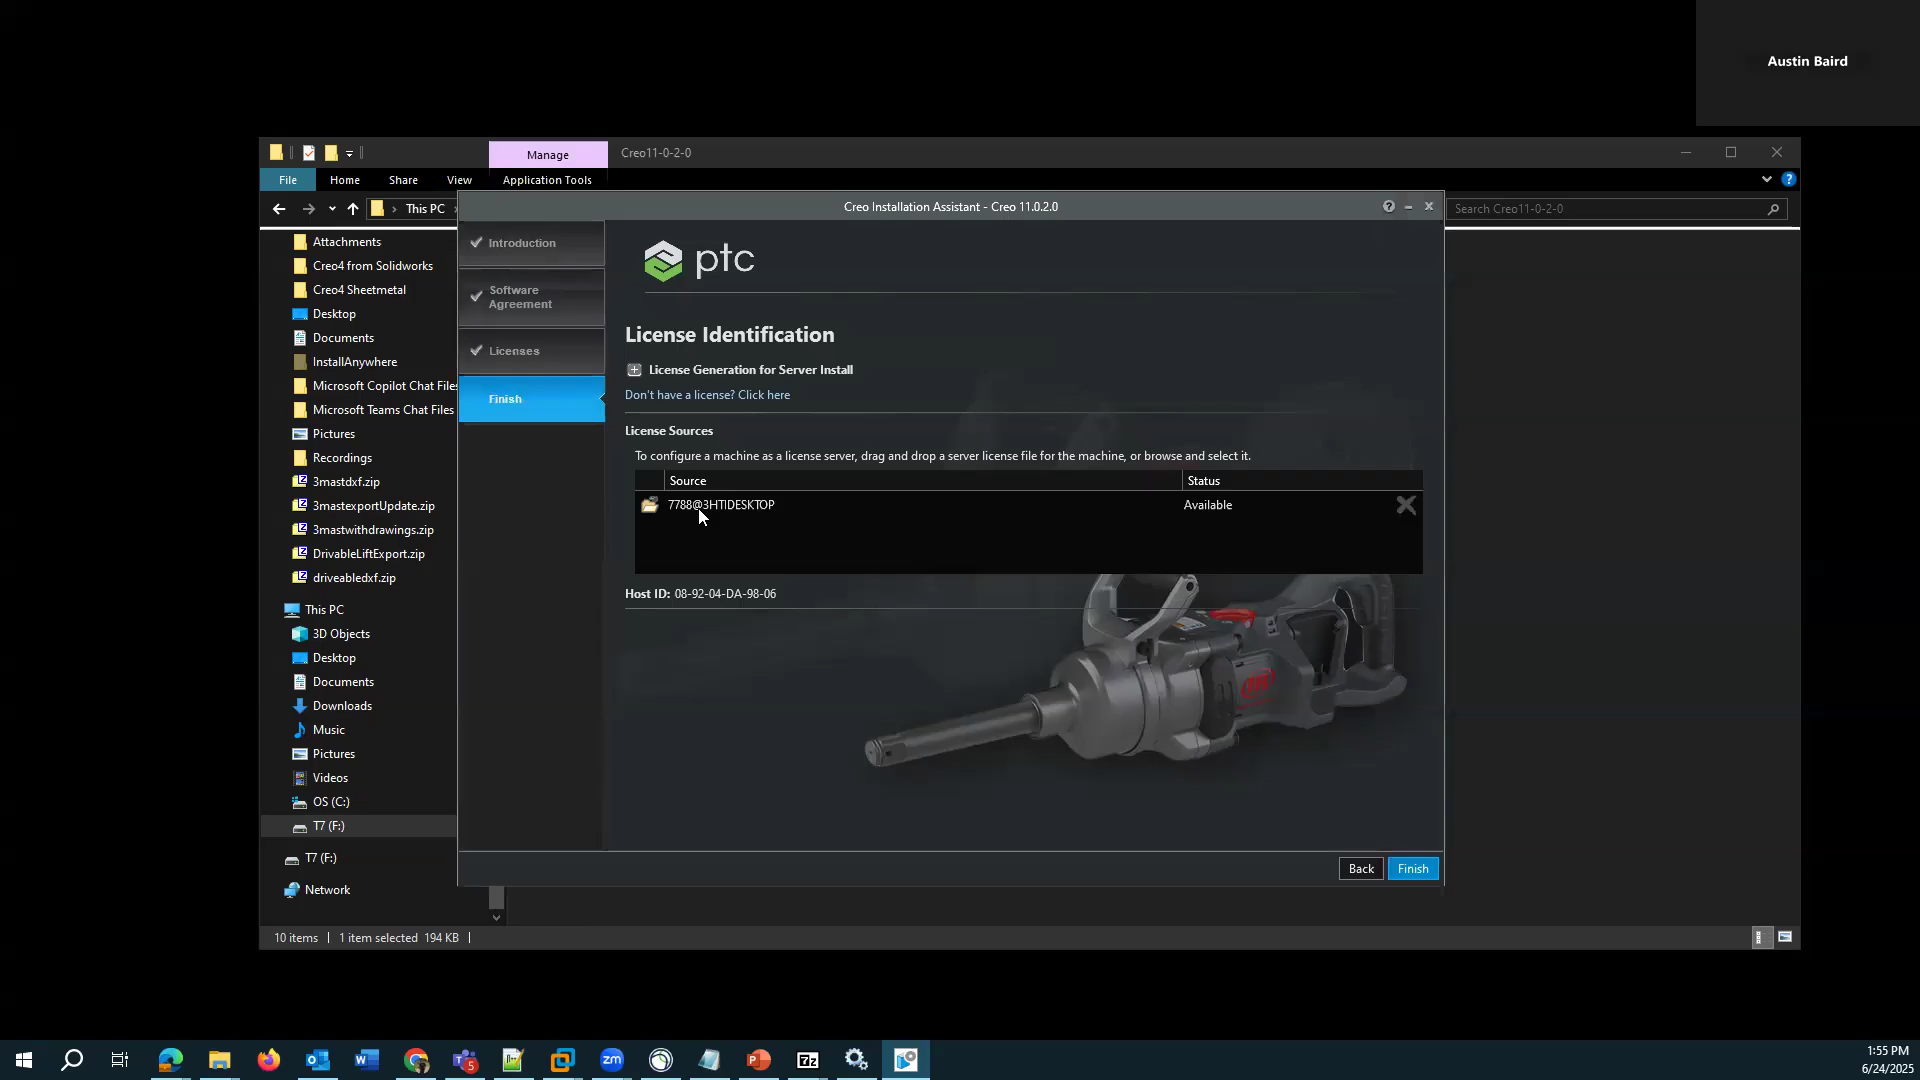 Austin Baird
Manage
Creo11-0-2-0
File
Home
Share
View
Application Tools
This PC
Search Creo11-0-2-0
Attachments
Creo4 from Solidworks
Creo4 Sheetmetal
Desktop
Documents
InstallAnywhere
Microsoft Copilot Chat Files
Microsoft Teams Chat Files
Pictures
Recordings
3mastdxf.zip
3mastexportUpdate.zip
3mastwithdrawings.zip
DrivableLiftExport.zip
driveabledxf.zip
This PC
3D Objects
Desktop
Documents
Downloads
Music
Pictures
Videos
OS (C:)
T7 (F:)
T7 (F:)
Network
10 items
1 item selected 194 KB
Creo Installation Assistant - Creo 11.0.2.0
Introduction
Software
Agreement
Licenses
Finish
ptc
License Identification
License Generation for Server Install
Don't have a license? Click here
License Sources
To configure a machine as a license server, drag and drop a server license file for the machine, or browse and select it.
Source
Status
7788@3HTIDESKTOP
Available
Host ID: 08-92-04-DA-98-06
Back
Finish
1:55 PM
6/24/2025